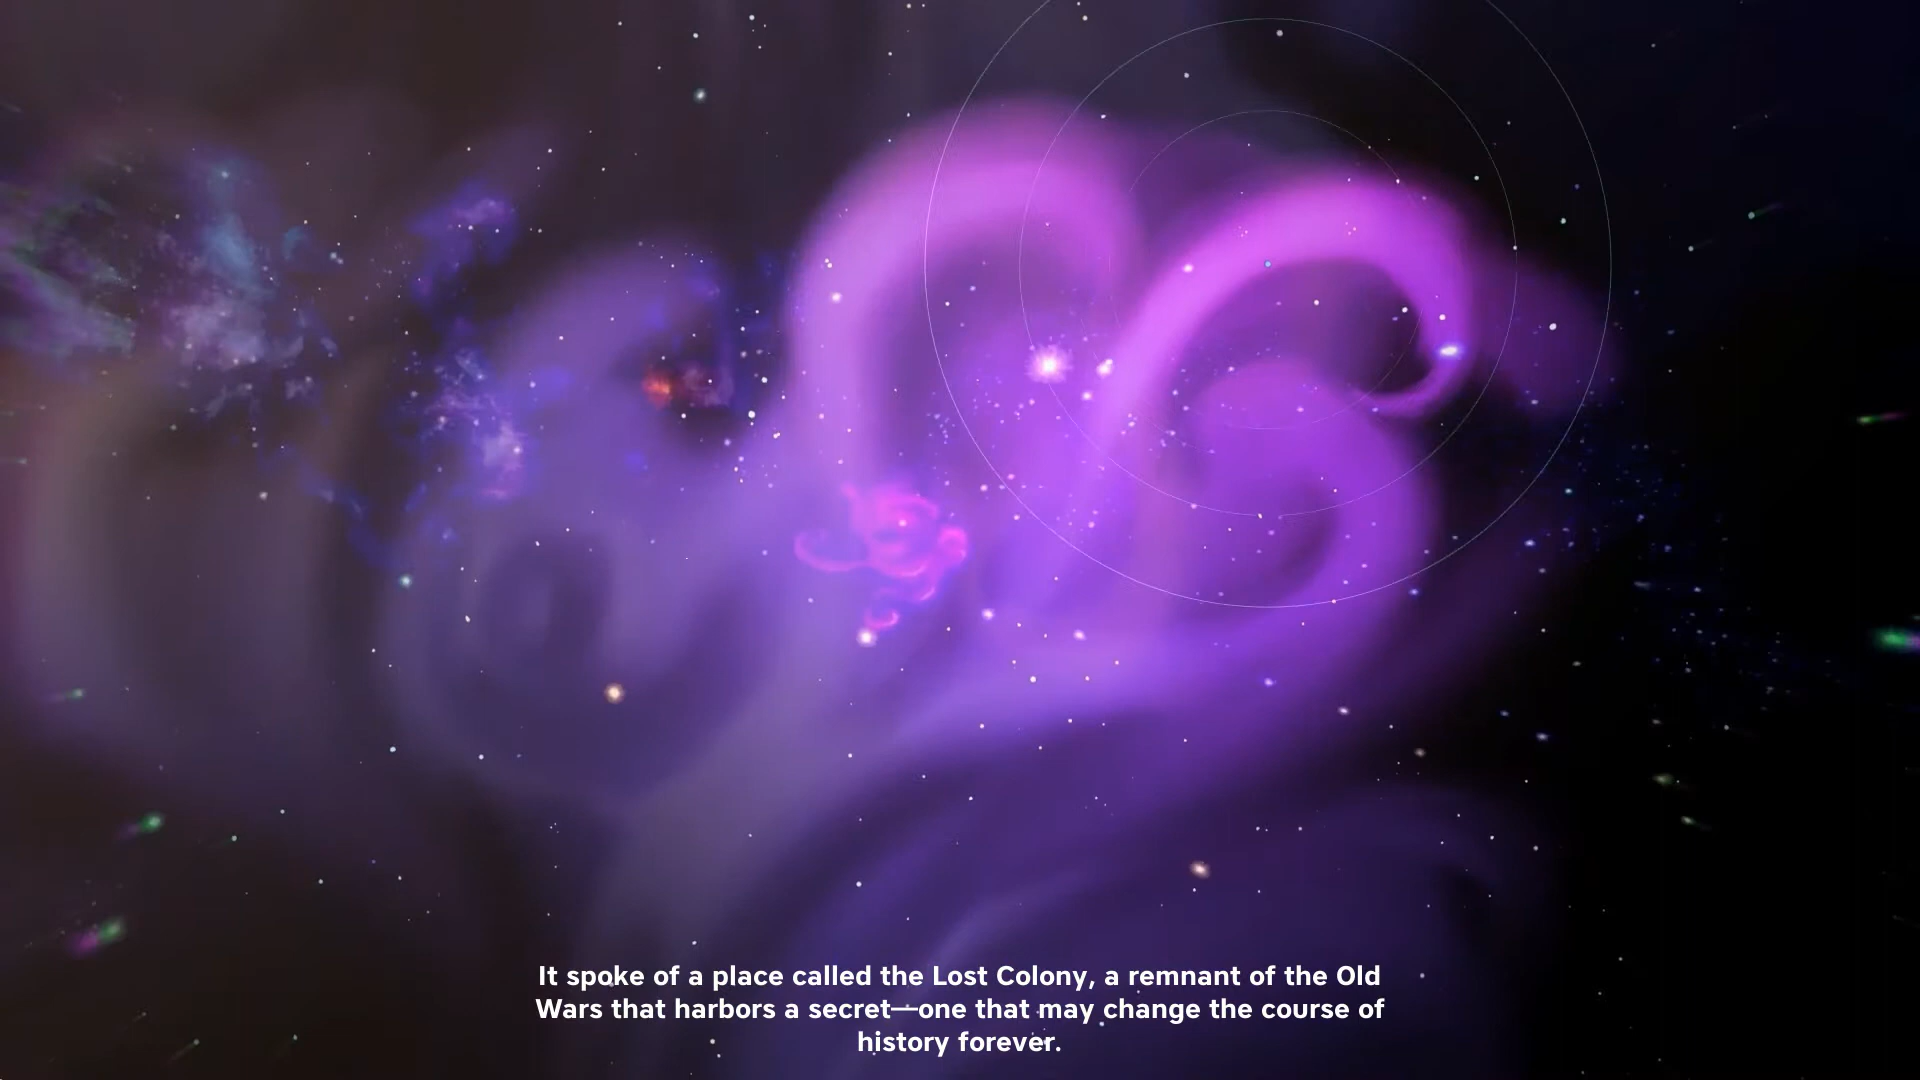 It spoke of a place called the Lost Colony, a remnant of the Old
Wars that harbors a secret—one that may change the course of
history forever.